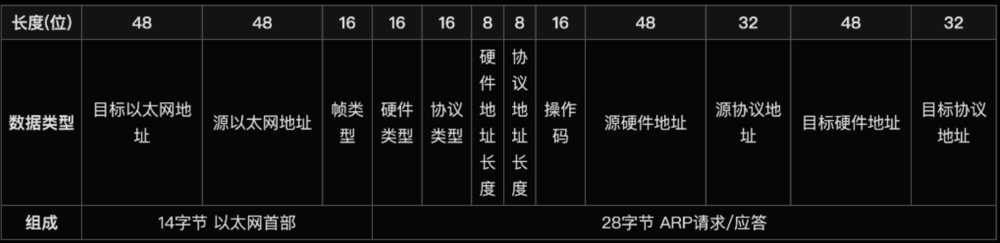 长度(位) 48 48 16 16 16 8 8 16 48 32 48 32
数据类型 目标以太网地址 源以太网地址 帧类型 硬件类型 协议类型 硬件地址长度 协议地址长度 操作码 源硬件地址 源协议地址 目标硬件地址 目标协议地址
组成 14字节 以太网首部 28字节 ARP请求/应答